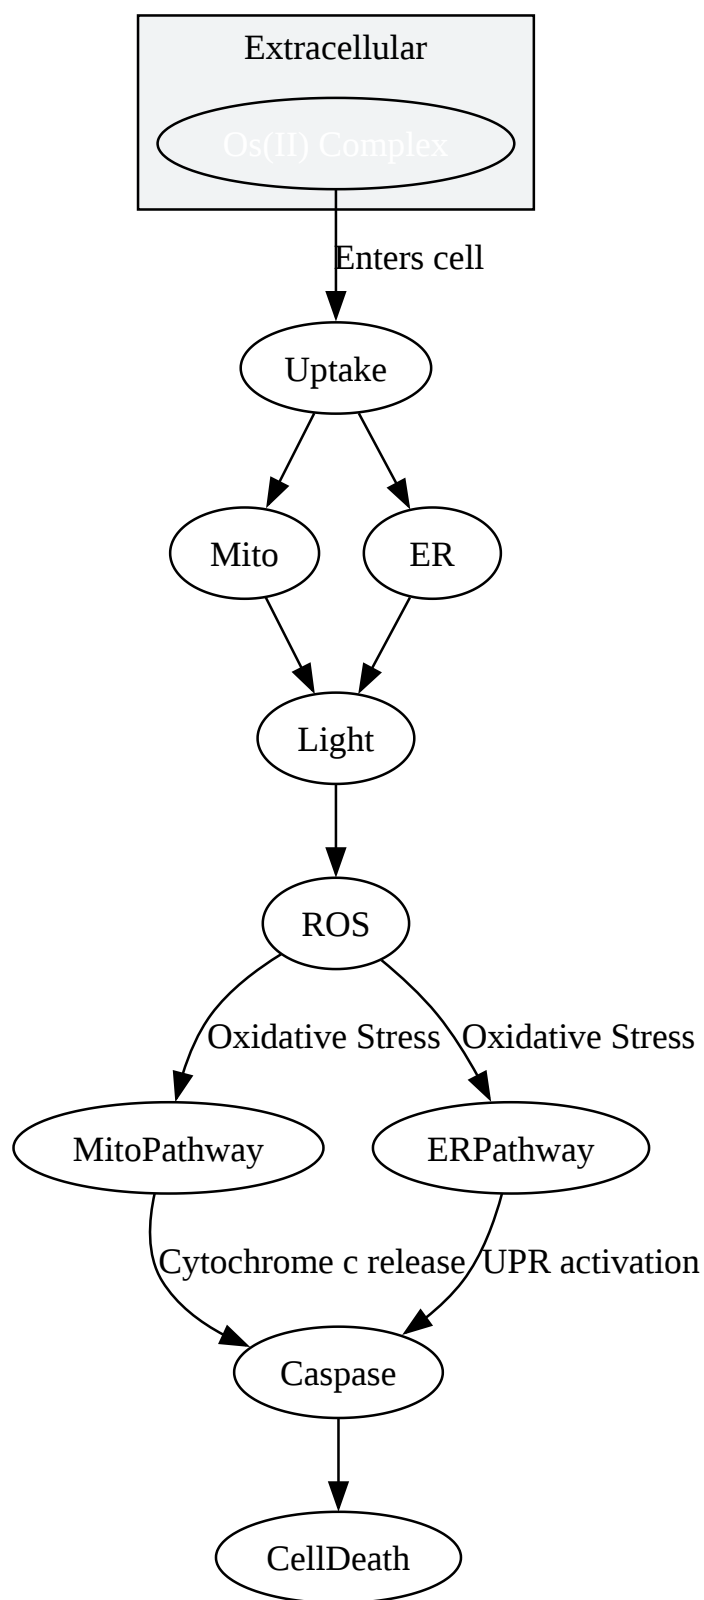 Extracellular
Os(II) Complex
Enters cell
Uptake
Mito
ER
Light
ROS
Oxidative Stress
Oxidative Stress
MitoPathway
ERPathway
Cytochrome c release
UPR activation
Caspase
CellDeath